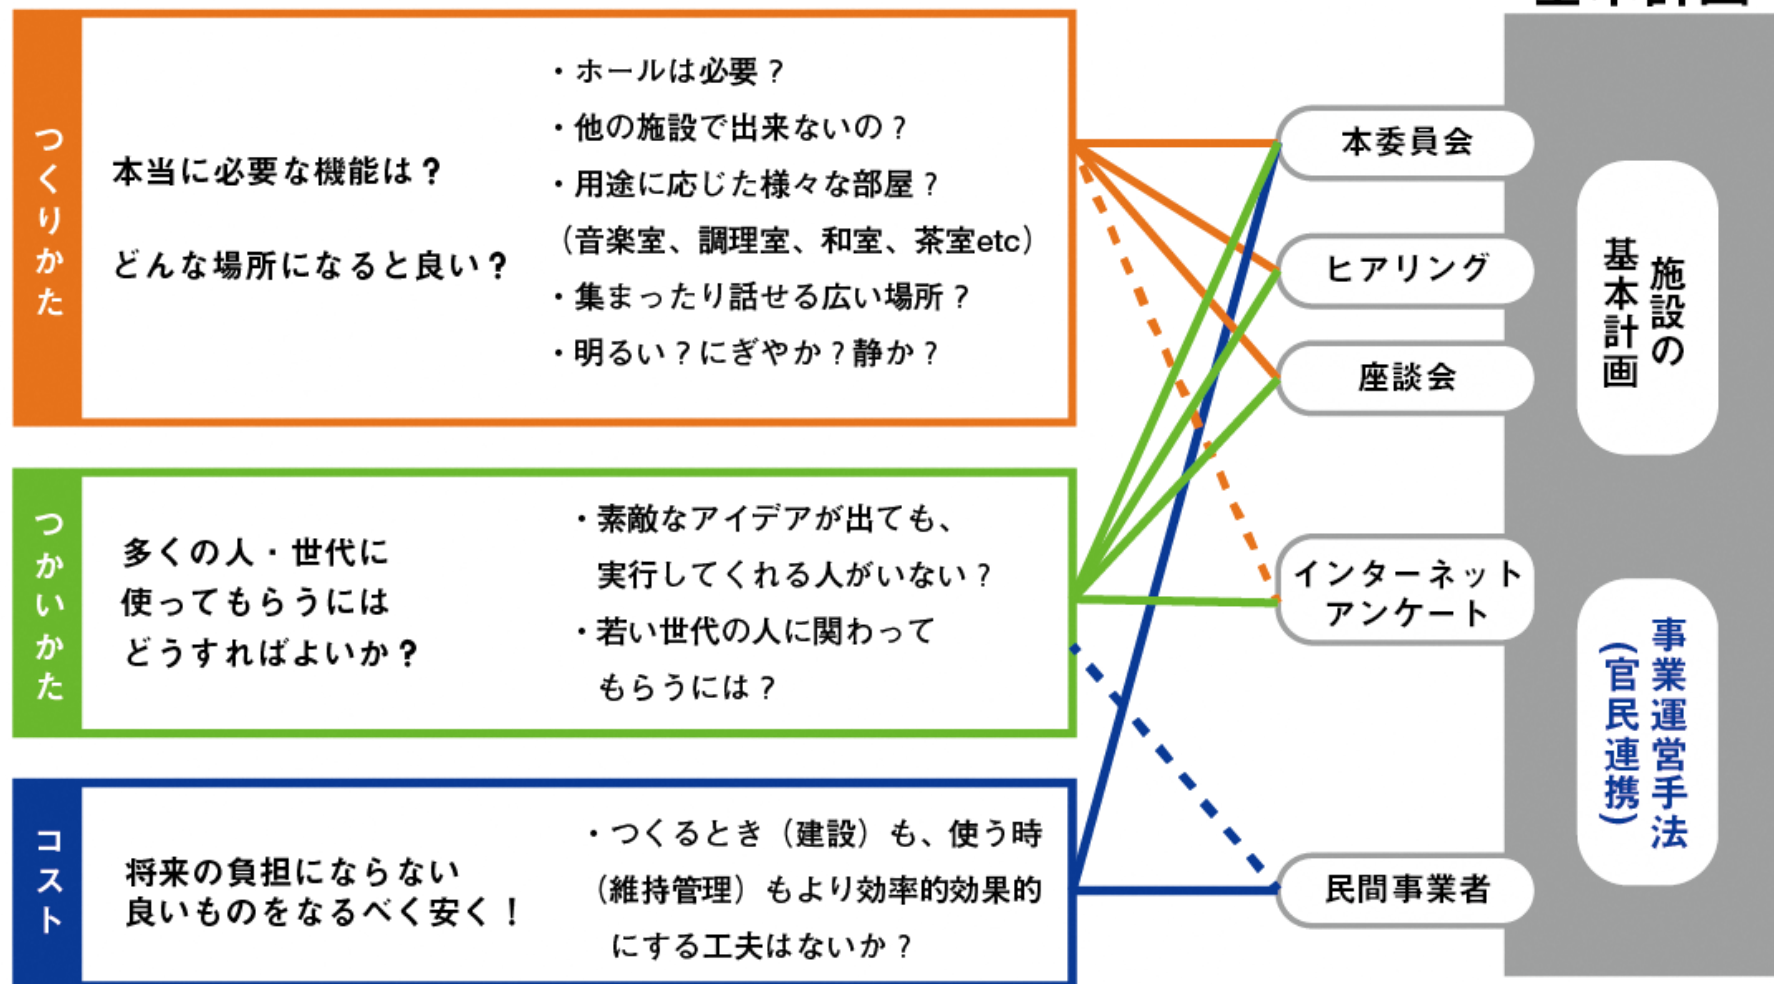 つくりかた
本当に必要な機能は？
どんな場所になると良い？
・ホールは必要？
・他の施設で出来ないの？
・用途に応じた様々な部屋？
（音楽室、調理室、和室、茶室etc）
・集まったり話せる広い場所？
・明るい？にぎやか？静か？
つかいかた
多くの人・世代に
使ってもらうには
どうすればよいか？
・素敵なアイデアが出ても、
実行してくれる人がいない？
・若い世代の人に関わって
もらうには？
コスト
将来の負担にならない
良いものをなるべく安く！
・つくるとき（建設）も、使う時
（維持管理）もより効率的効果的
にする工夫はないか？
本委員会
ヒアリング
座談会
インターネット
アンケート
民間事業者
施設の
基本計画
事業運営手法
(官民連携)